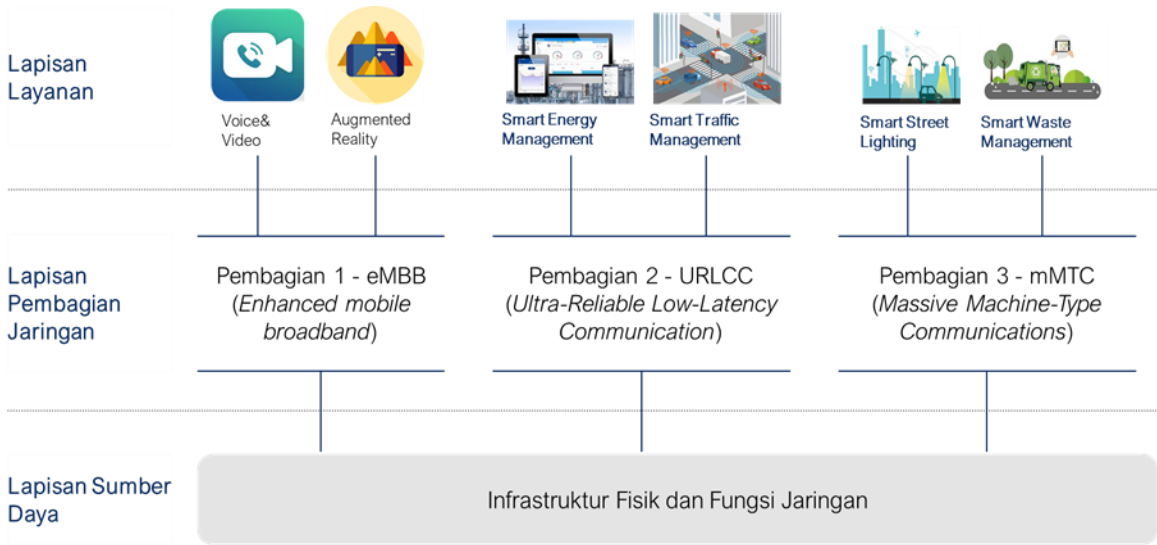 Lapisan
Layanan
Voice&
Video
Augmented
Reality
Smart Energy
Management
Smart Traffic
Management
Smart Street
Lighting
Smart Waste
Management
Lapisan
Pembagian
Jaringan
Pembagian 1 - eMBB
(Enhanced mobile
broadband)
Pembagian 2 - URLCC
(Ultra-Reliable Low-Latency
Communication)
Pembagian 3 - mMTC
(Massive Machine-Type
Communications)
Lapisan Sumber
Daya
Infrastruktur Fisik dan Fungsi Jaringan